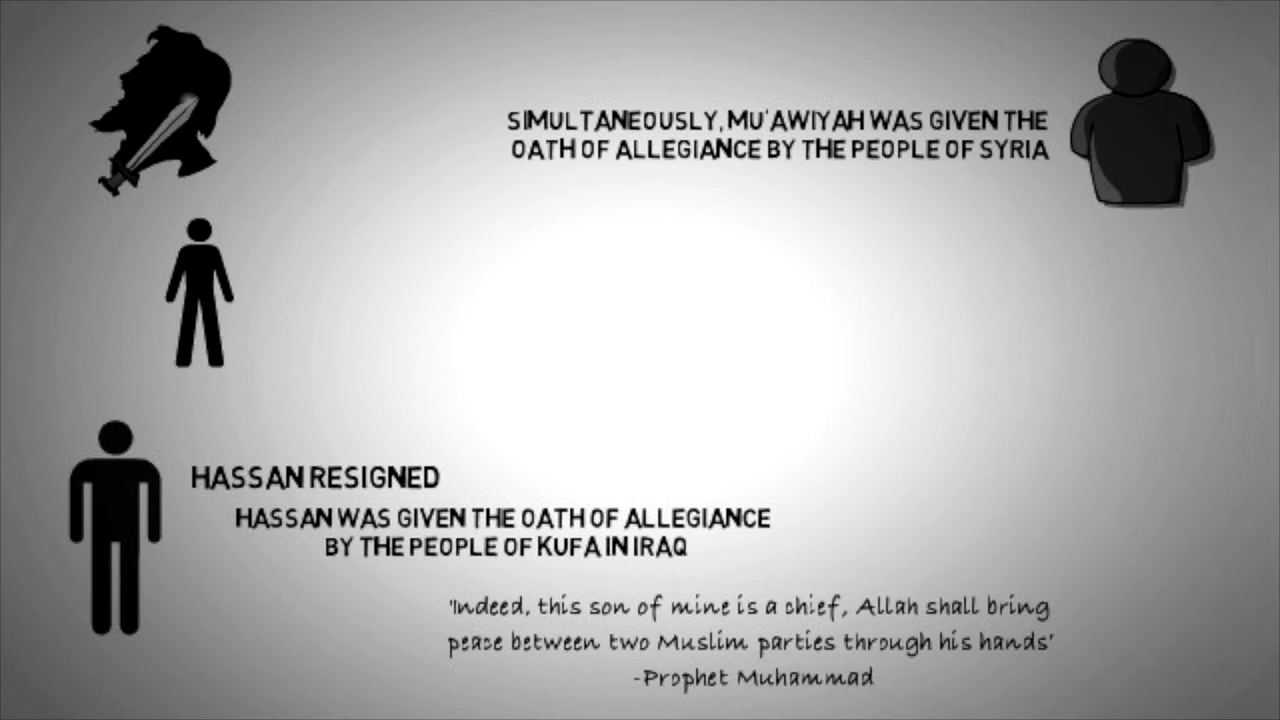 SIMULTANEOUSLY, MU'AWIYAH WAS GIVEN THE
OATH OF ALLEGIANCE BY THE PEOPLE OF SYRIA
HASSAN RESIGNED
HASSAN WAS GIVEN THE OATH OF ALLEGIANCE
BY THE PEOPLE OF KUFA IN IRAQ
'Indeed, this son of mine is a chief, Allah shall bring
peace between two Muslim parties through his hands'
-Prophet Muhammad